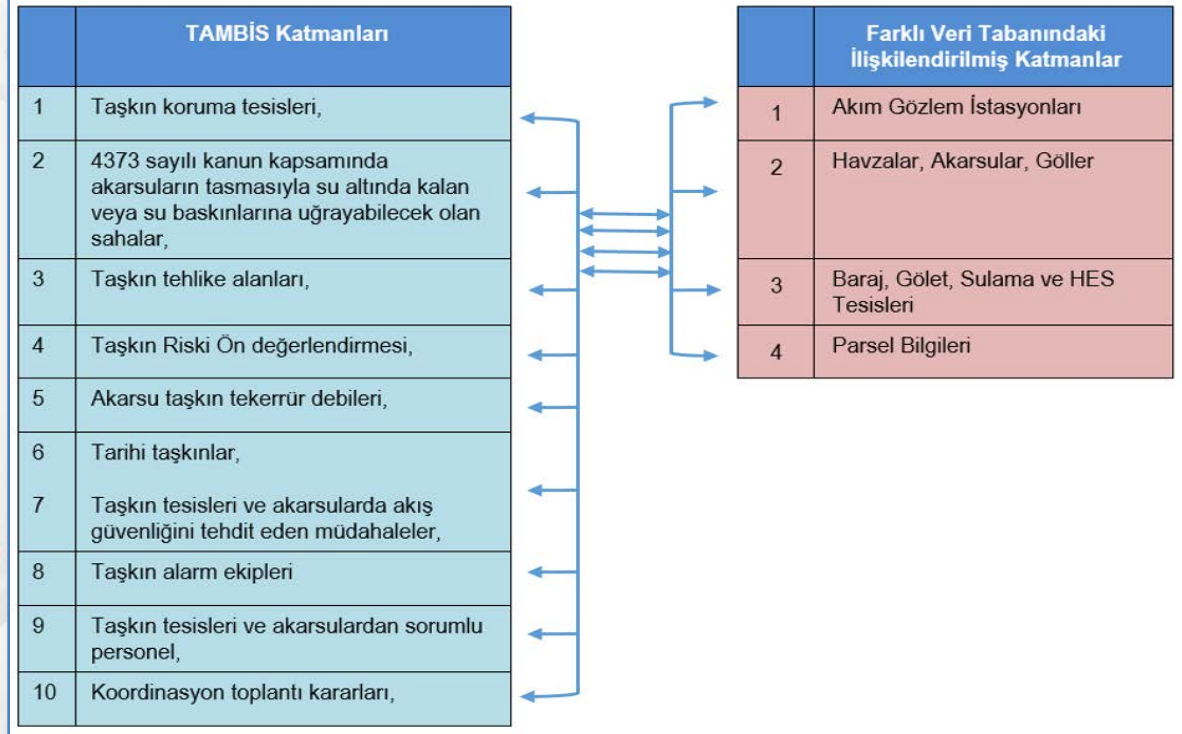 TAMBİS Katmanları
1 Taşkın koruma tesisleri,
2 4373 sayılı kanun kapsamında
akarsuların tasmasıyla su altında kalan
veya su baskınlarına uğrayabilecek olan
sahalar,
3 Taşkın tehlike alanları,
4 Taşkın Riski Ön değerlendirmesi,
5 Akarsu taşkın tekerrür debileri,
6 Tarihi taşkınlar,
7 Taşkın tesisleri ve akarsularda akış
güvenliğini tehdit eden müdahaleler,
8 Taşkın alarm ekipleri
9 Taşkın tesisleri ve akarsulardan sorumlu
personel,
10 Koordinasyon toplantı kararları,
Farklı Veri Tabanındaki
İlişkilendirilmiş Katmanlar
1 Akım Gözlem İstasyonları
2 Havzalar, Akarsular, Göller
3 Baraj, Gölet, Sulama ve HES
Tesisleri
4 Parsel Bilgileri